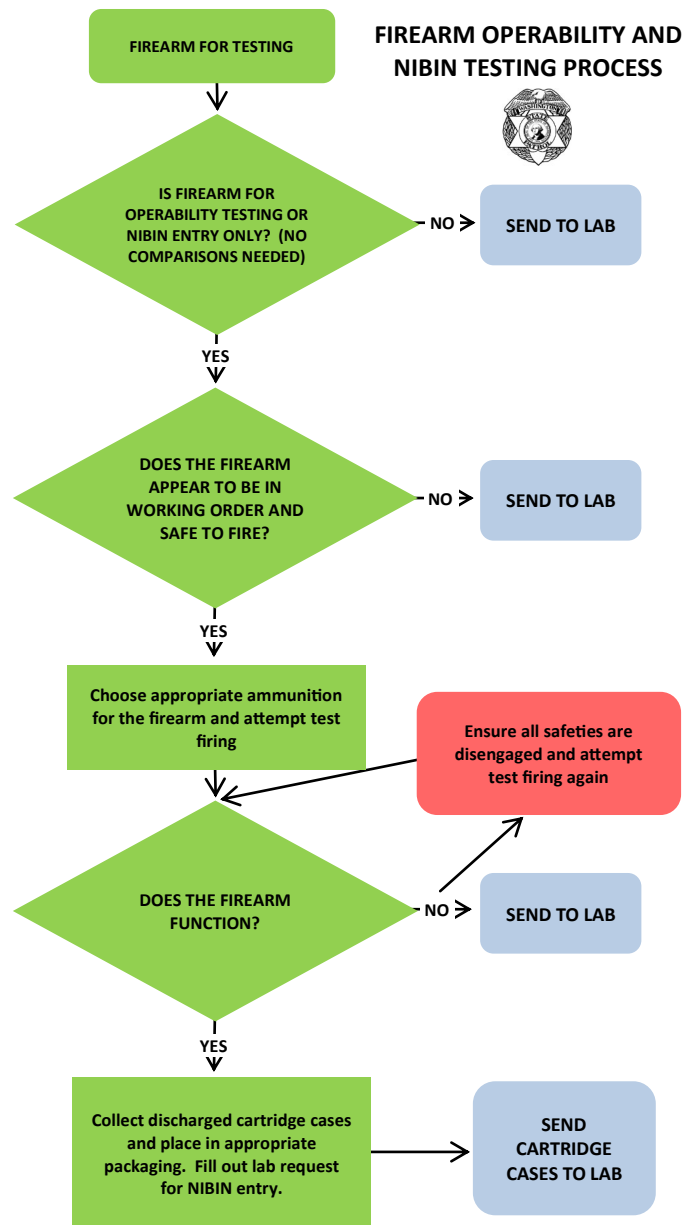 FIREARM FOR TESTING
FIREARM OPERABILITY AND
NIBIN TESTING PROCESS
WASHINGTON
STATE
PATROL
IS FIREARM FOR
OPERABILITY TESTING OR
NIBIN ENTRY ONLY?  (NO
COMPARISONS NEEDED)
NO
SEND TO LAB
YES
DOES THE FIREARM
APPEAR TO BE IN
WORKING ORDER AND
SAFE TO FIRE?
NO
SEND TO LAB
YES
Choose appropriate ammunition
for the firearm and attempt test
firing
Ensure all safeties are
disengaged and attempt
test firing again
DOES THE FIREARM
FUNCTION?
NO
SEND TO LAB
YES
Collect discharged cartridge cases
and place in appropriate
packaging.  Fill out lab request
for NIBIN entry.
SEND
CARTRIDGE
CASES TO LAB